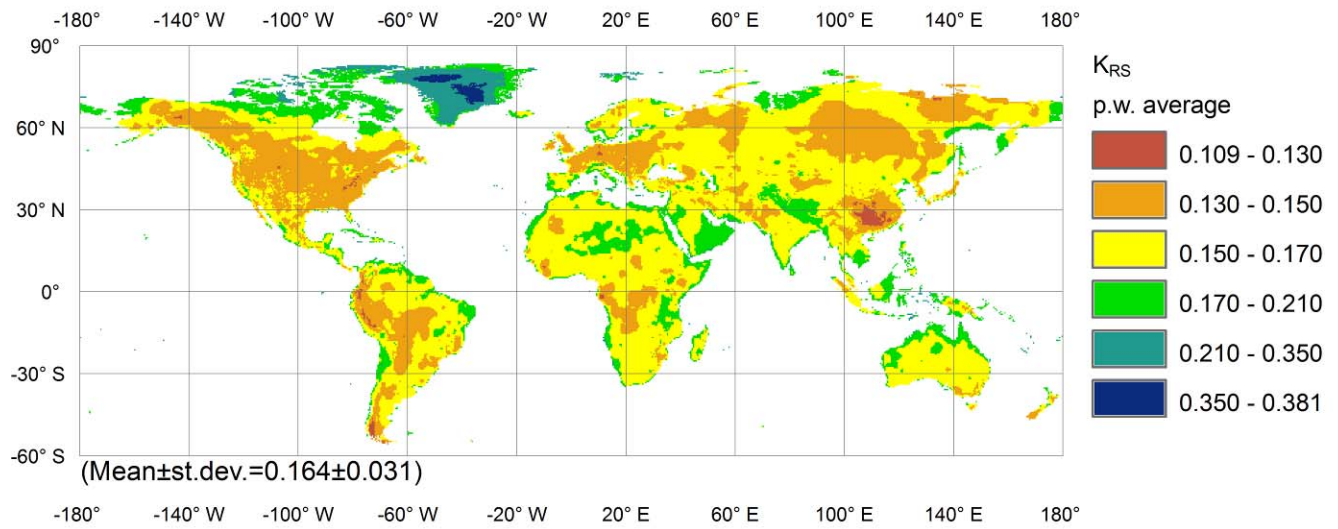 -180° -140° W -100° W -60° W -20° W 20° E 60° E 100° E 140° E 180°
90°
60° N
30° N
0°
-30° S
-60° S
(Mean±st.dev.=0.164±0.031)
-180° -140° W -100° W -60° W -20° W 20° E 60° E 100° E 140° E 180°
K_RS
p.w. average
0.109 - 0.130
0.130 - 0.150
0.150 - 0.170
0.170 - 0.210
0.210 - 0.350
0.350 - 0.381